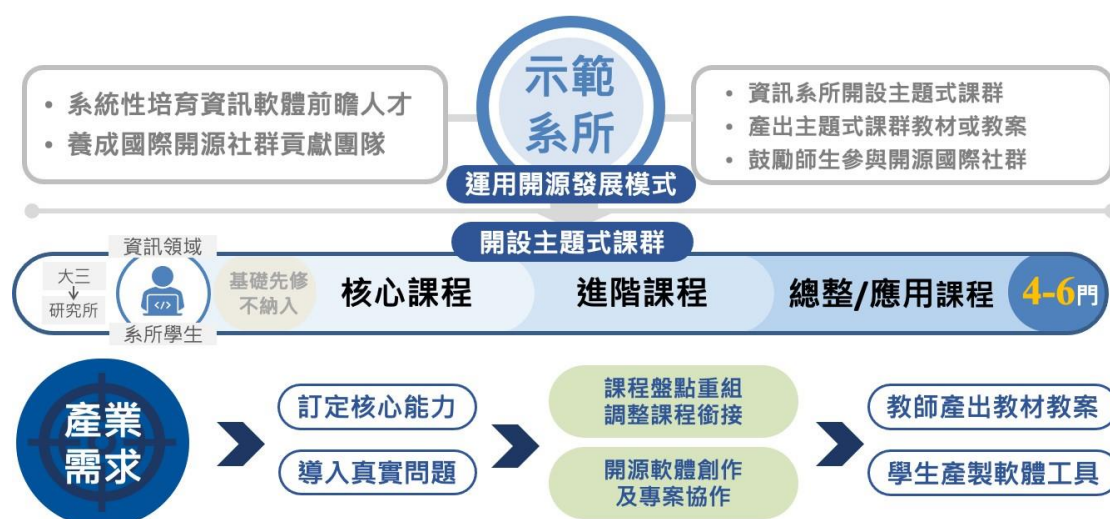 示範
系所
• 系統性培育資訊軟體前瞻人才
• 養成國際開源社群貢獻團隊
• 資訊系所開設主題式課群
• 產出主題式課群教材或教案
• 鼓勵師生參與開源國際社群
運用開源發展模式
開設主題式課群
資訊領域
大三
↓
研究所
</>
系所學生
基礎先修
不納入
核心課程
進階課程
總整/應用課程
4-6門
產業
需求
訂定核心能力
導入真實問題
課程盤點重組
調整課程銜接
開源軟體創作
及專案協作
教師產出教材教案
學生產製軟體工具